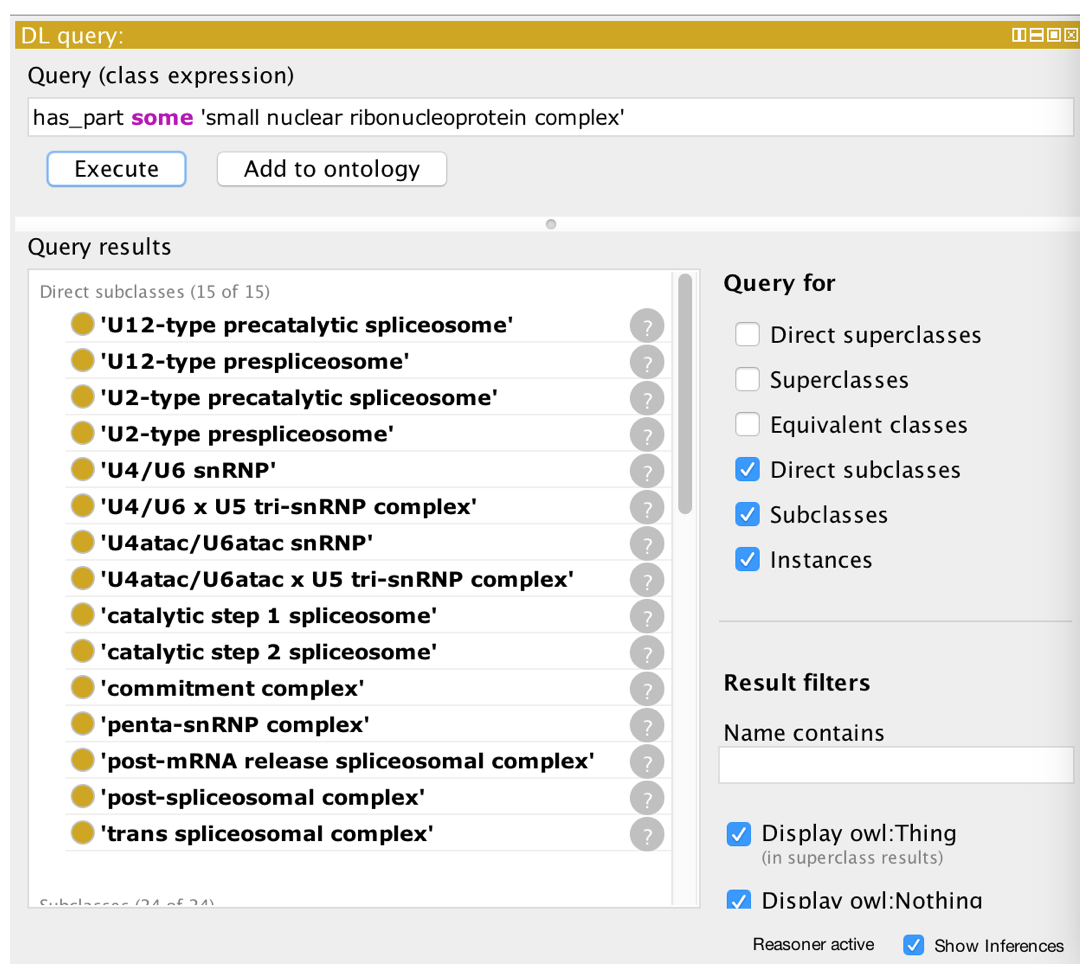 DL query:
Query (class expression)
has_part some 'small nuclear ribonucleoprotein complex'
Execute
Add to ontology
Query results
Direct subclasses (15 of 15)
'U12-type precatalytic spliceosome'
?
'U12-type prespliceosome'
?
'U2-type precatalytic spliceosome'
?
'U2-type prespliceosome'
?
'U4/U6 snRNP'
?
'U4/U6 x U5 tri-snRNP complex'
?
'U4atac/U6atac snRNP'
?
'U4atac/U6atac x U5 tri-snRNP complex'
?
'catalytic step 1 spliceosome'
?
'catalytic step 2 spliceosome'
?
'commitment complex'
?
'penta-snRNP complex'
?
'post-mRNA release spliceosomal complex'
?
'post-spliceosomal complex'
?
'trans spliceosomal complex'
?
Subclasses (24 of 24)
Query for
Direct superclasses
Superclasses
Equivalent classes
Direct subclasses
Subclasses
Instances
Result filters
Name contains
Display owl:Thing
(in superclass results)
Display owl:Nothing
Reasoner active
Show Inferences